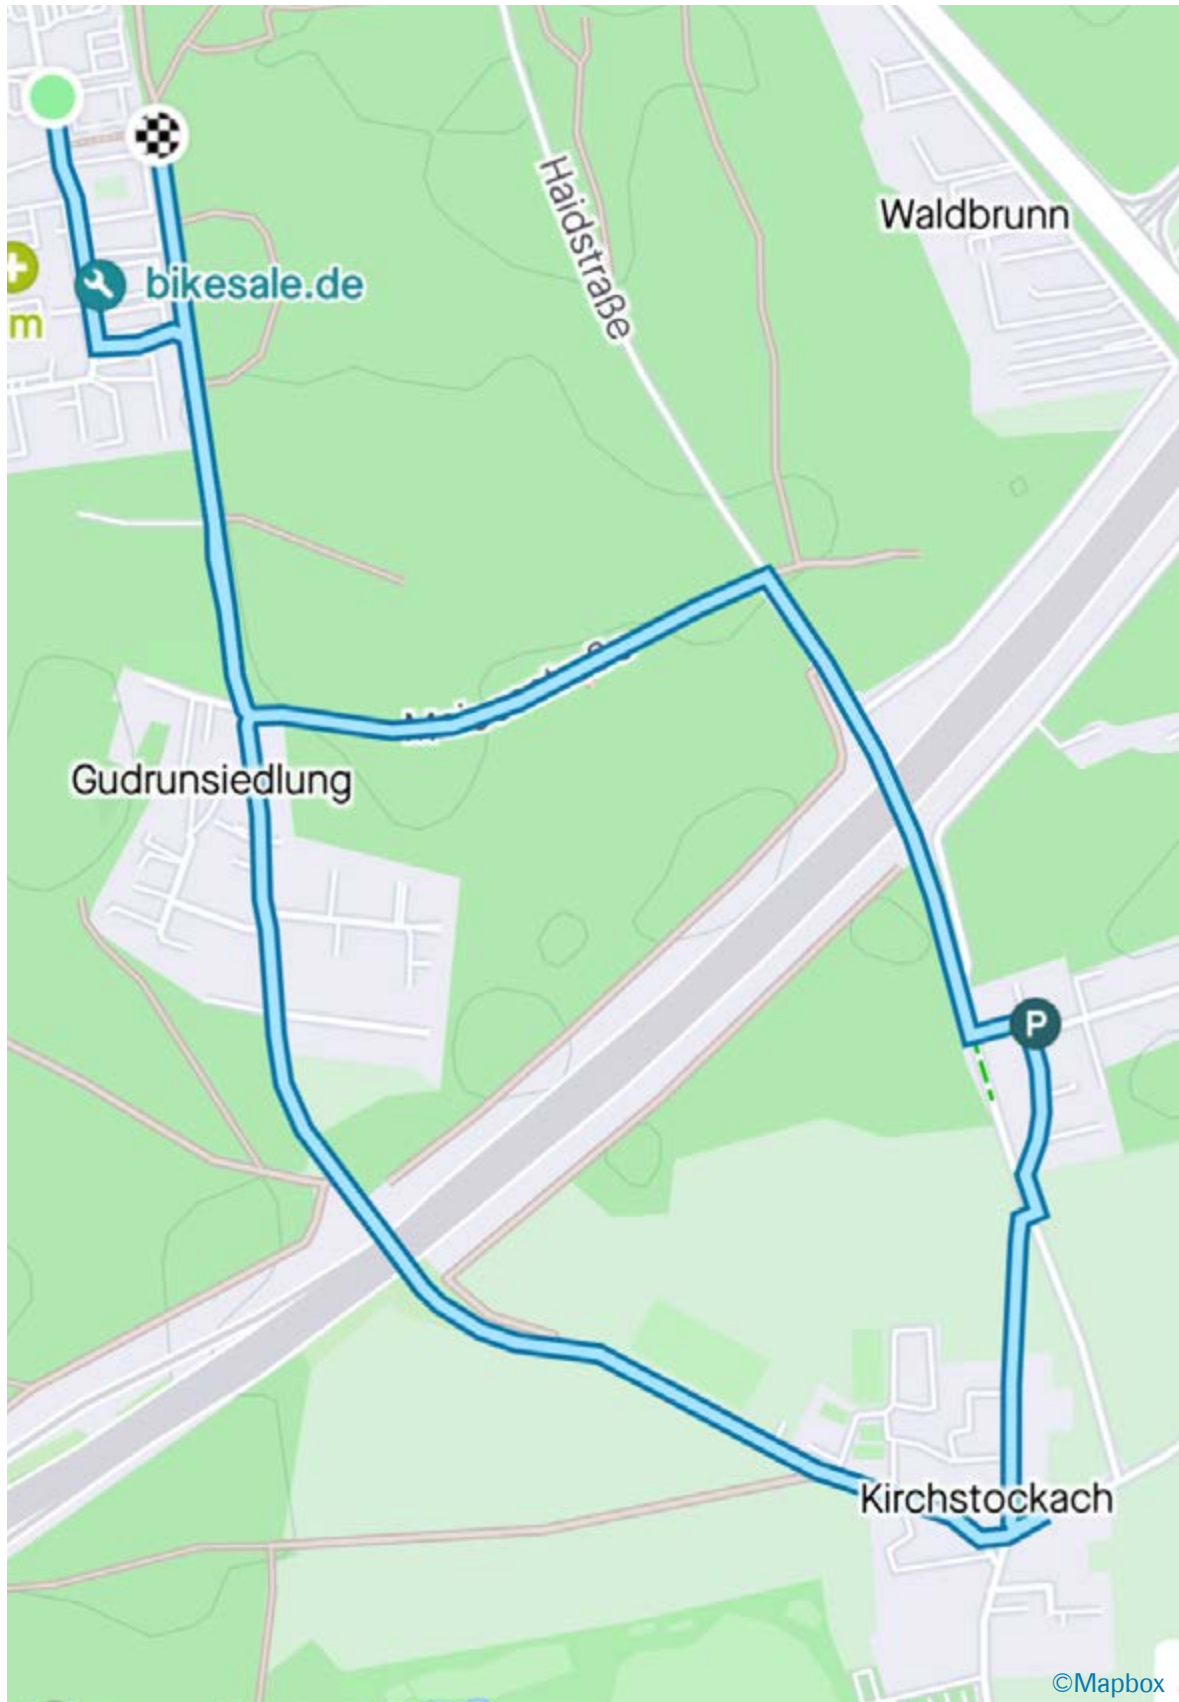 Haidstraße
Waldbrunn
bikesale.de
m
Gudrunsiedlung
P
Kirchstockach
©Mapbox